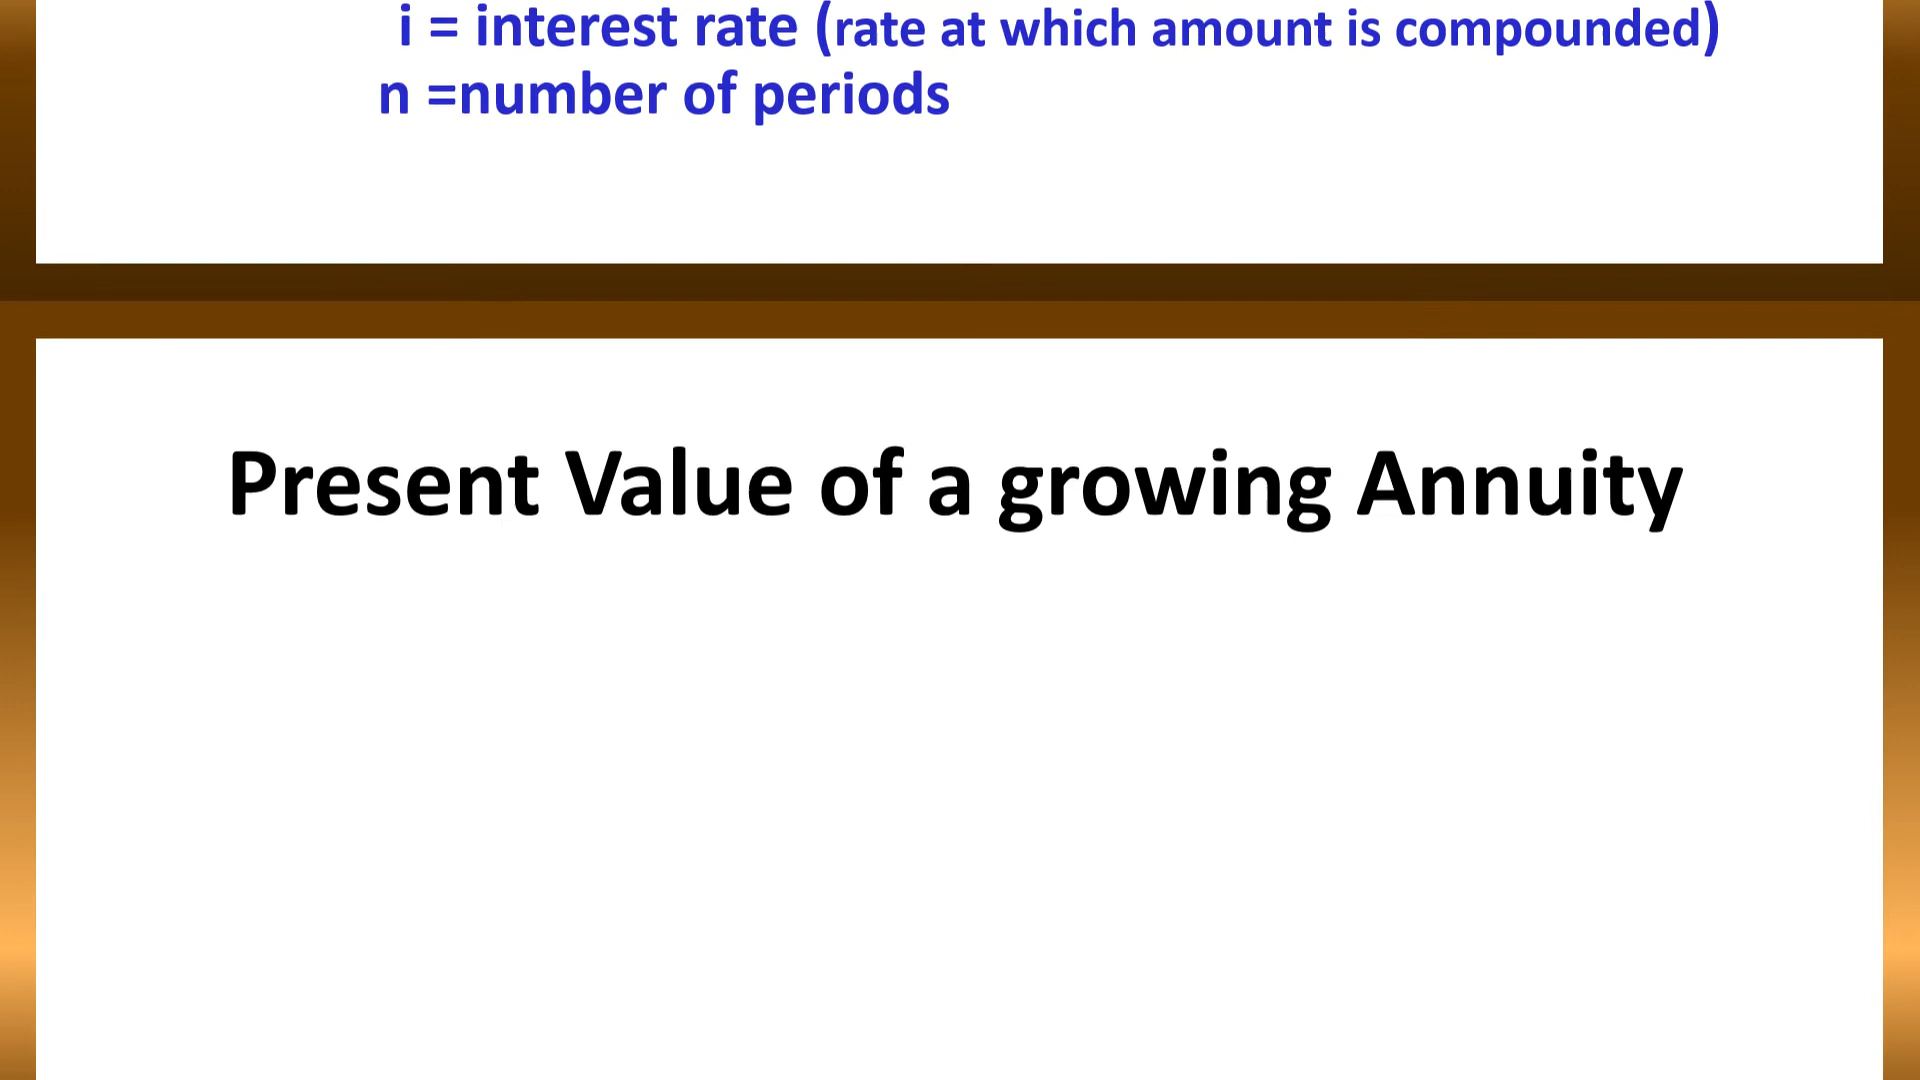 i = interest rate (rate at which amount is compounded)
n =number of periods
Present Value of a growing Annuity